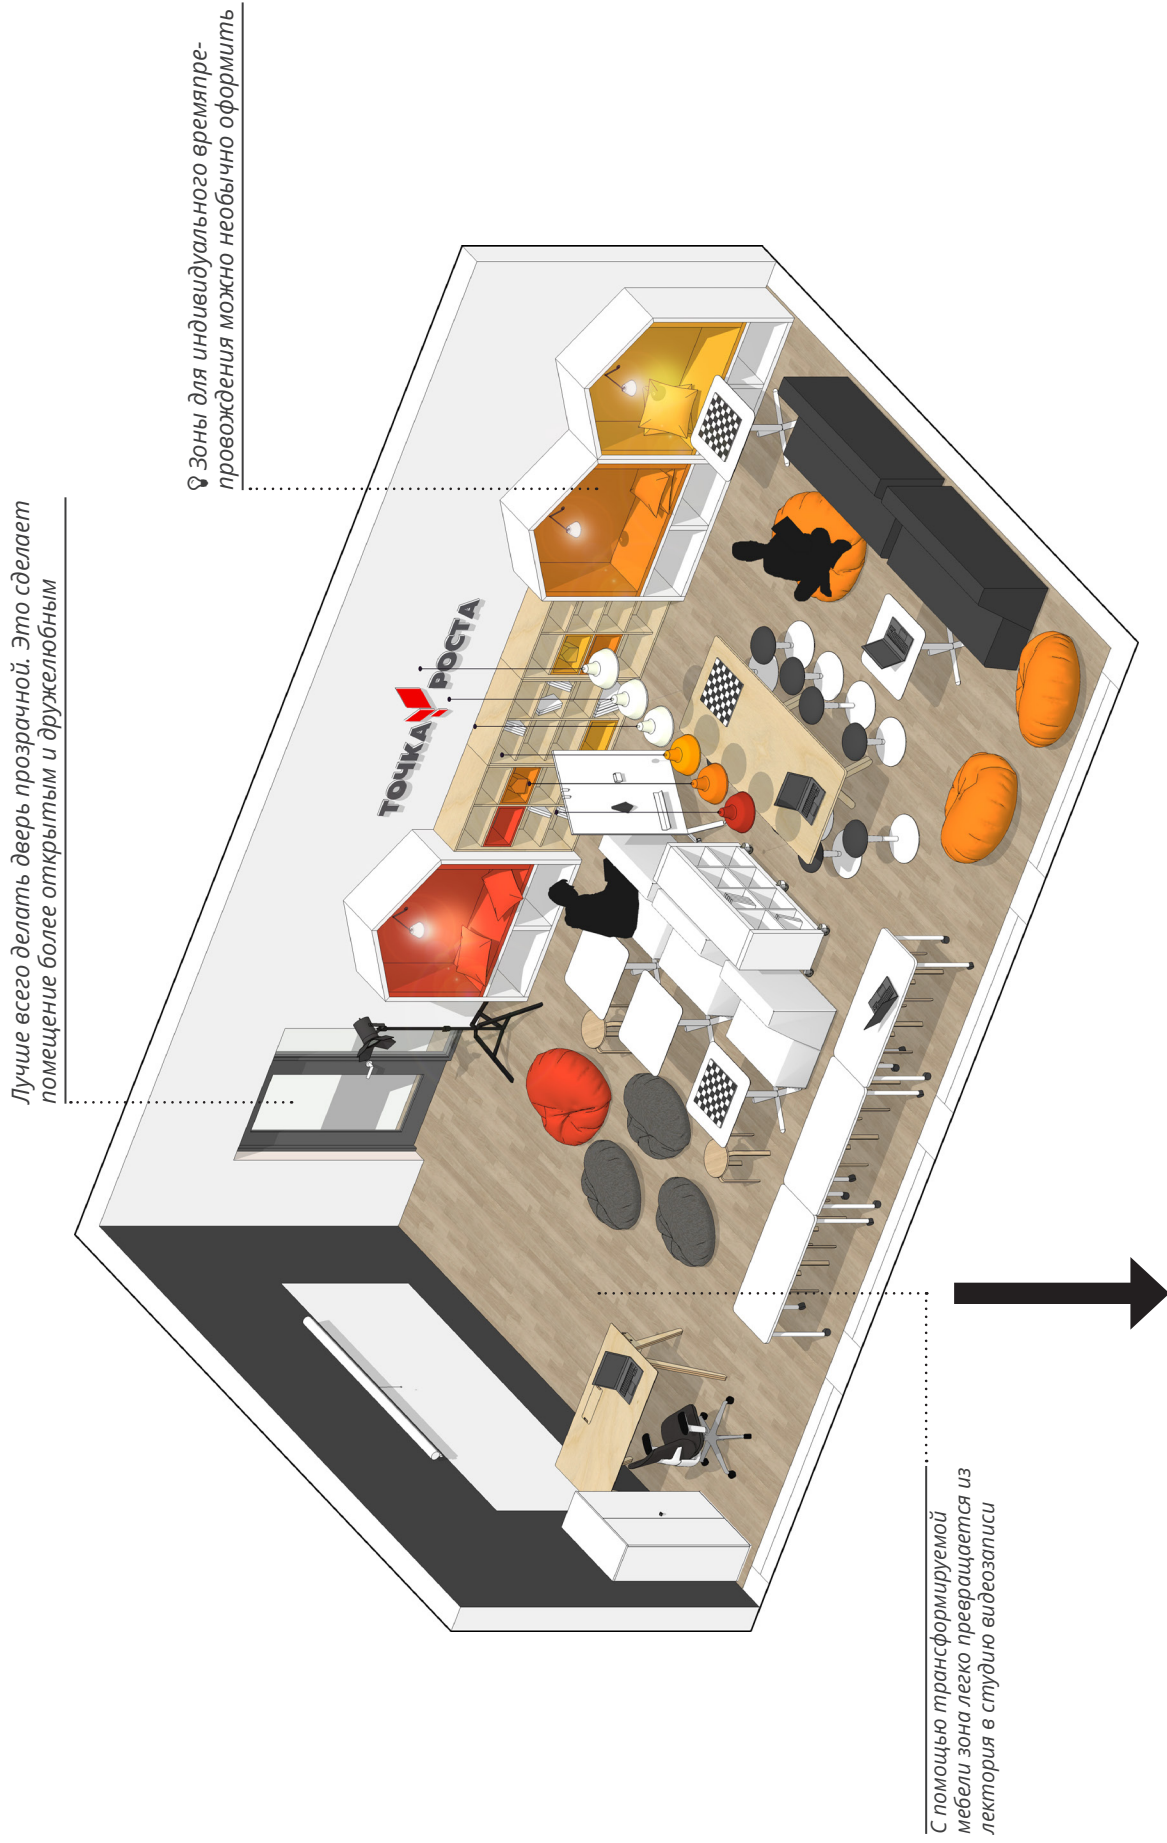 Лучше всего делать дверь прозрачной. Это сделает
помещение более открытым и дружелюбным
Зоны для индивидуального времяпре-
провождения можно необычно оформить
ТОЧКА РОСТА
С помощью трансформируемой
мебели зона легко превращается из
лектория в студию видеозаписи